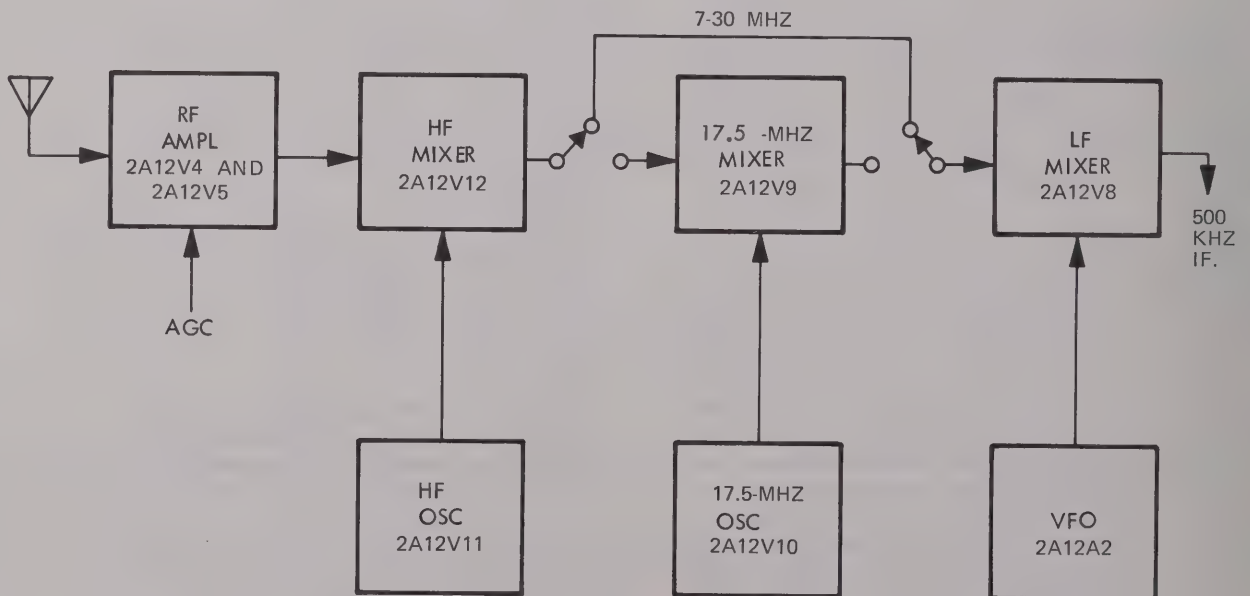 7-30 MHZ
RF
AMPL
2A12V4 AND
2A12V5
HF
MIXER
2A12V12
17.5 -MHZ
MIXER
2A12V9
LF
MIXER
2A12V8
500
KHZ
IF.
AGC
HF
OSC
2A12V11
17.5-MHZ
OSC
2A12V10
VFO
2A12A2